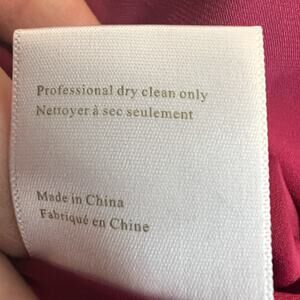 Professional dry clean only
Nettoyer à sec seulement
Made in China
Fabriqué en Chine